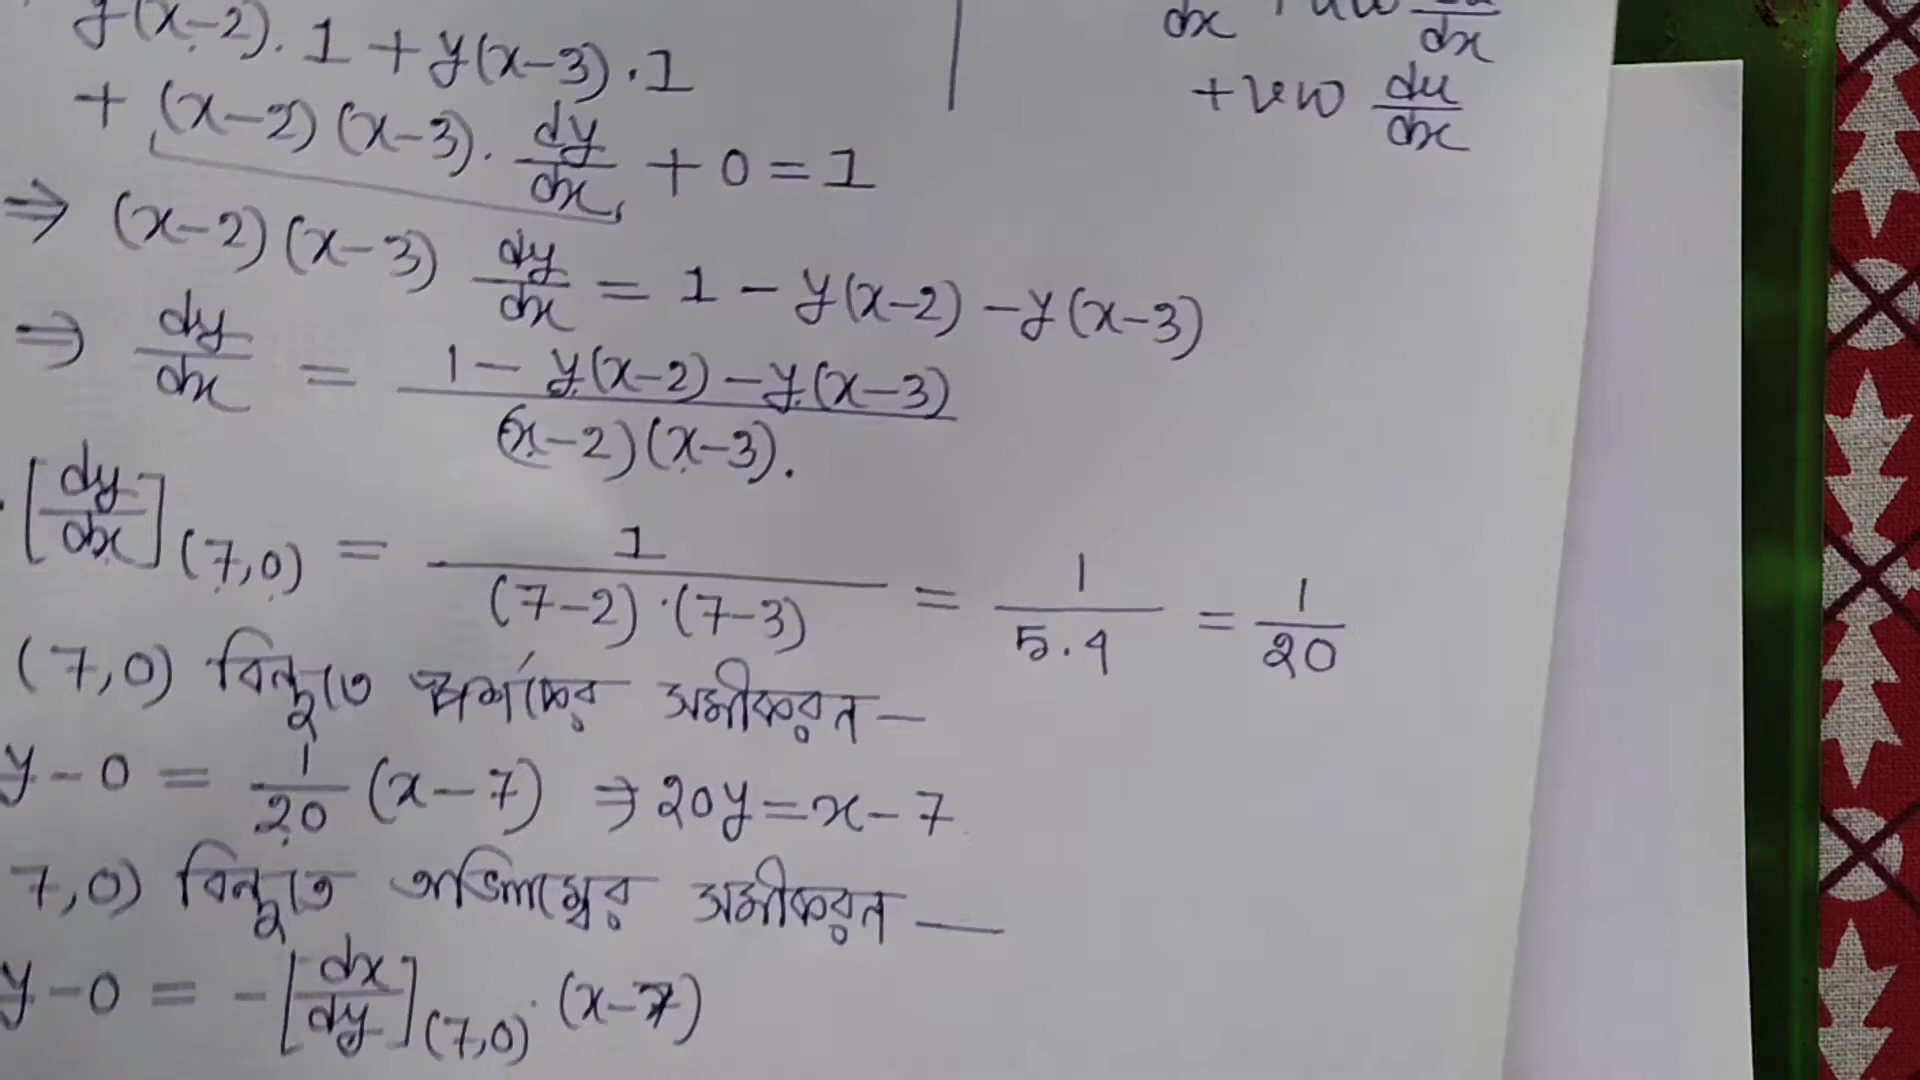 y(x-2).1 + y(x-3).1
+ (x-2)(x-3). dy/dx + 0 = 1
⇒ (x-2)(x-3) dy/dx = 1 - y(x-2) - y(x-3)
⇒ dy/dx = 1 - y(x-2) - y(x-3) / (x-2)(x-3).
[dy/dx](7,0) = 1 / (7-2).(7-3) = 1 / 5.4 = 1/20
(7,0) বিন্দুতে স্পর্শকের সমীকরন —
y - 0 = 1/20 (x-7) ⇒ 20y = x - 7
7,0) বিন্দুতে অভিলম্বের সমীকরন —
y - 0 = -[dx/dy](7,0) . (x-7)
dx
dx
+ vw du/dx